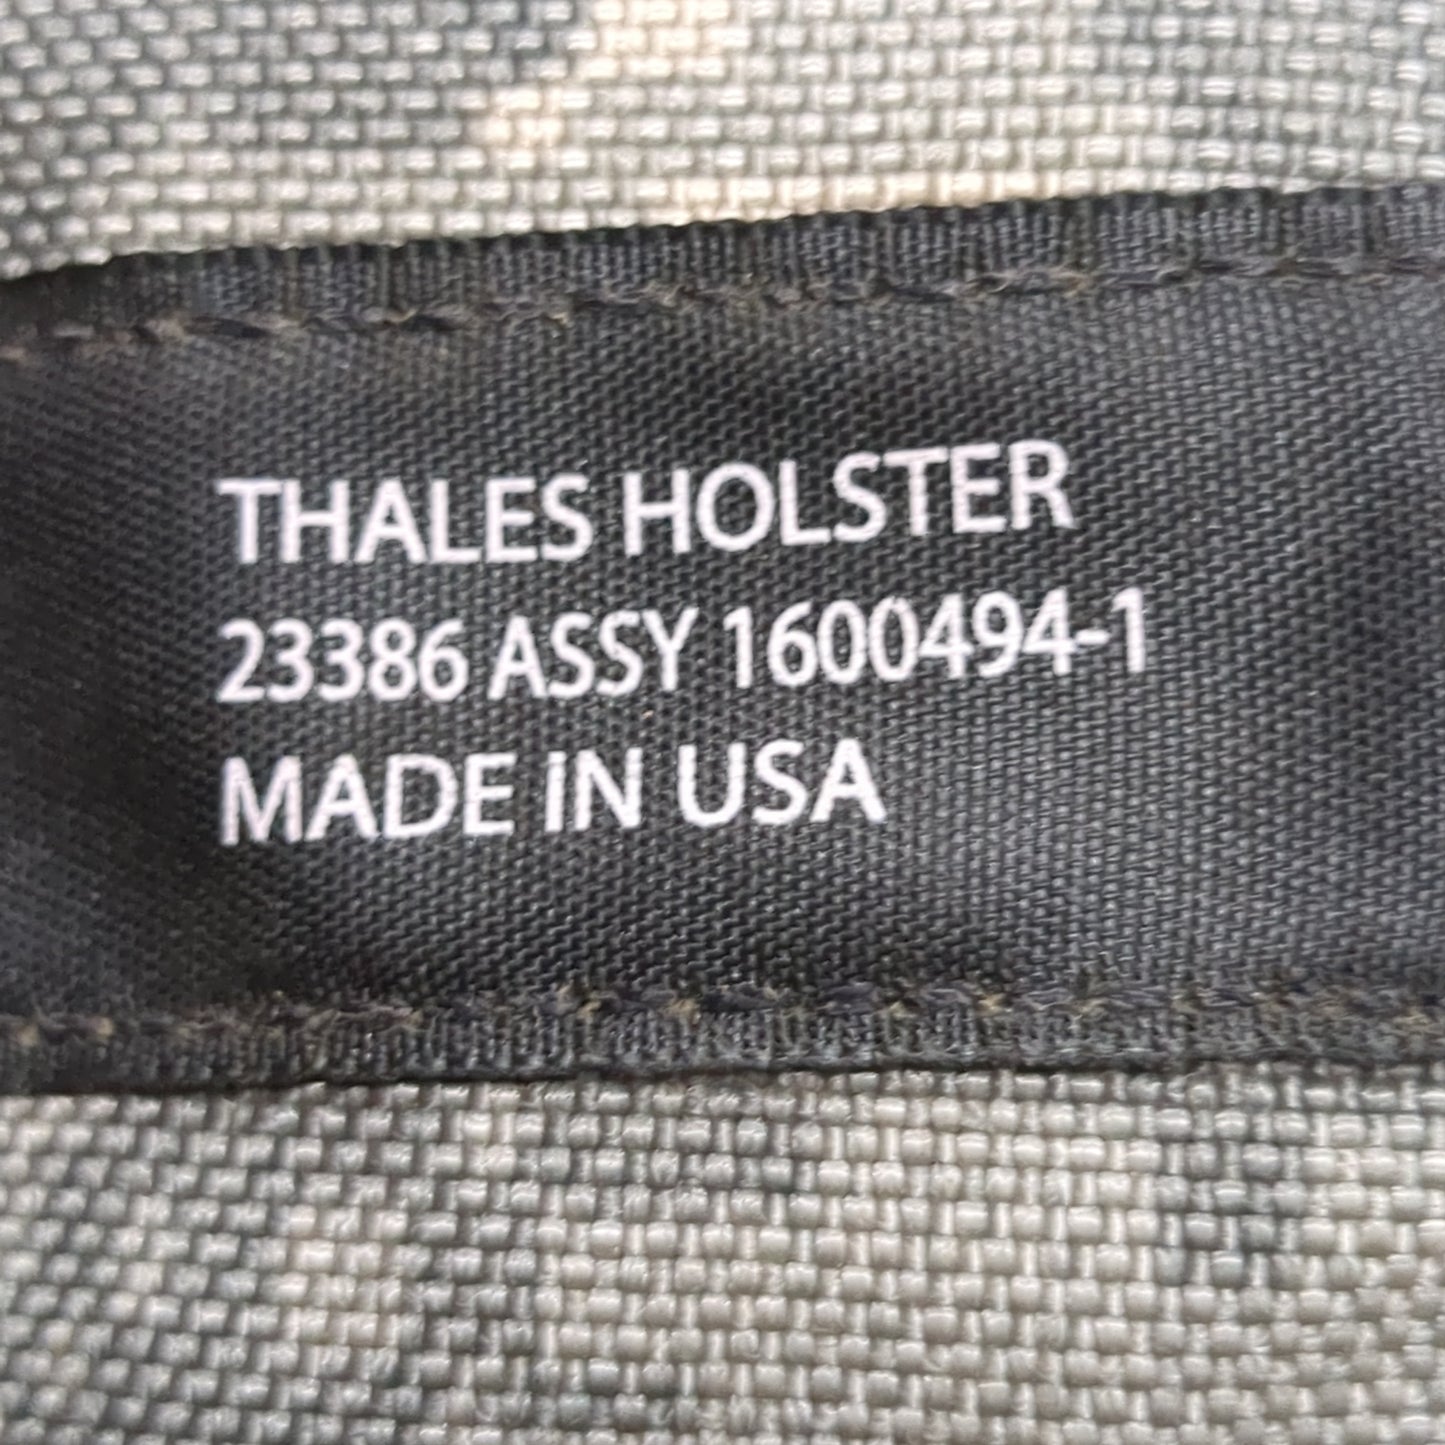 THALES HOLSTER
23386 ASSY 1600494-1
MADE IN USA